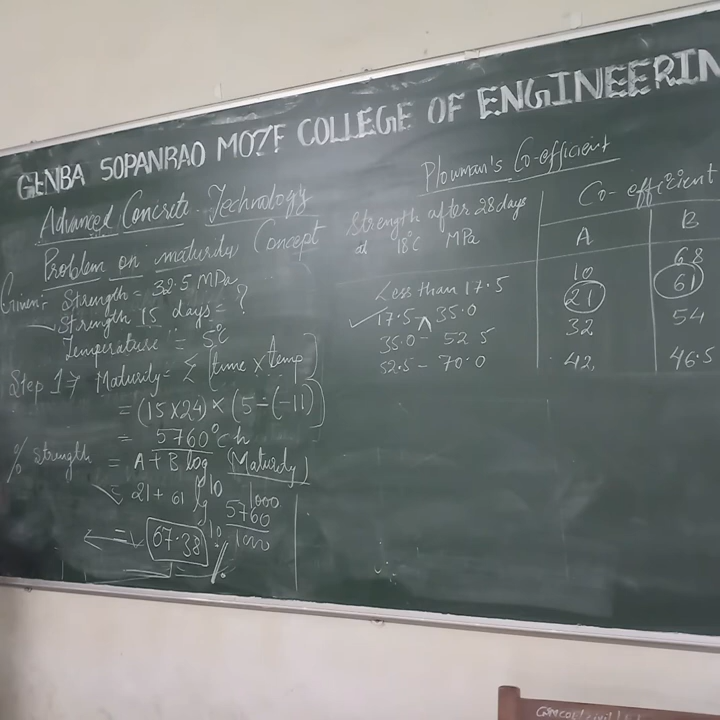 GENBA SOPANRAO MOZE COLLEGE OF ENGINEERIN
Advanced Concrete Technology
Problem on maturity Concept
Given:- Strength = 32.5 MPa
Strength 15 days = ?
Temperature = 5°C
Step 1 ⇒ Maturity = Σ [time × Δ temp]
= (15×24) × (5-(-11))
= 5760°C h
% Strength = A + B log10 (Maturity)/1000
= 21 + 61 log10 5760/1000
= 67.38 %
Plowman's Co-efficient
Strength after 28 days at 18°C MPa
Co-efficient
A B
Less than 17.5 10 68
17.5 - 35.0 21 61
35.0 - 52.5 32 54
52.5 - 70.0 42 46.5